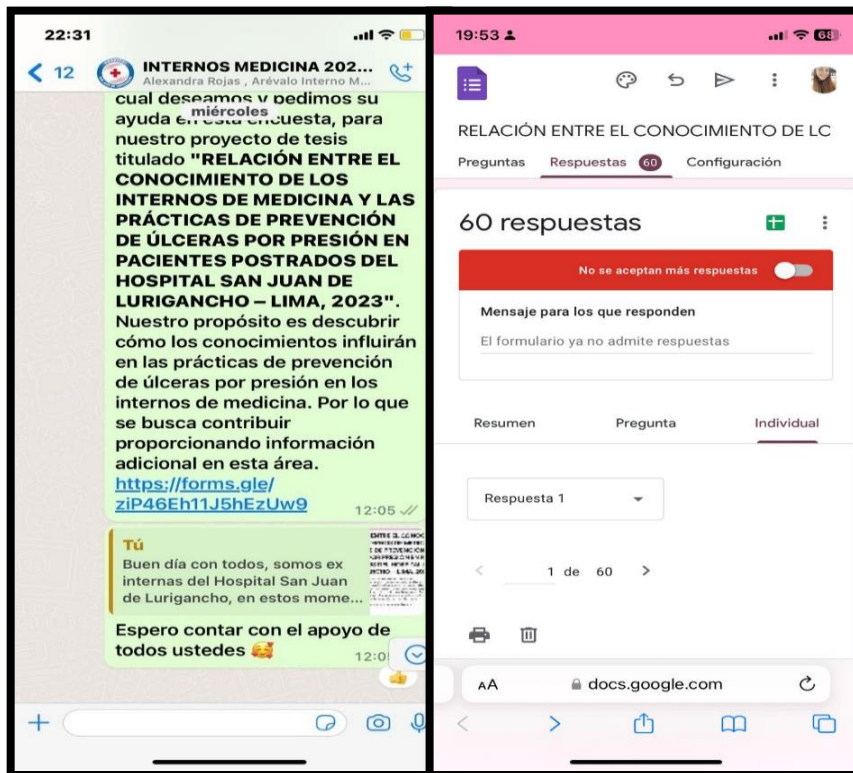 22:31
12
INTERNOS MEDICINA 202...
Alexandra Rojas , Arévalo Interno M...
cual deseamos y pedimos su
miércoles
ayuda en esta encuesta, para
nuestro proyecto de tesis
titulado "RELACIÓN ENTRE EL
CONOCIMIENTO DE LOS
INTERNOS DE MEDICINA Y LAS
PRÁCTICAS DE PREVENCIÓN
DE ÚLCERAS POR PRESIÓN EN
PACIENTES POSTRADOS DEL
HOSPITAL SAN JUAN DE
LURIGANCHO – LIMA, 2023".
Nuestro propósito es descubrir
cómo los conocimientos influirán
en las prácticas de prevención
de úlceras por presión en los
internos de medicina. Por lo que
se busca contribuir
proporcionando información
adicional en esta área.
https://forms.gle/
ziP46Eh11J5hEzUw9
12:05
Tú
Buen día con todos, somos ex
internas del Hospital San Juan
de Lurigancho, en estos mome...
Espero contar con el apoyo de
todos ustedes 🥰
12:0
19:53
68
RELACIÓN ENTRE EL CONOCIMIENTO DE LC
Preguntas Respuestas 60 Configuración
60 respuestas
No se aceptan más respuestas
Mensaje para los que responden
El formulario ya no admite respuestas
Resumen Pregunta Individual
Respuesta 1
< 1 de 60 >
AA docs.google.com